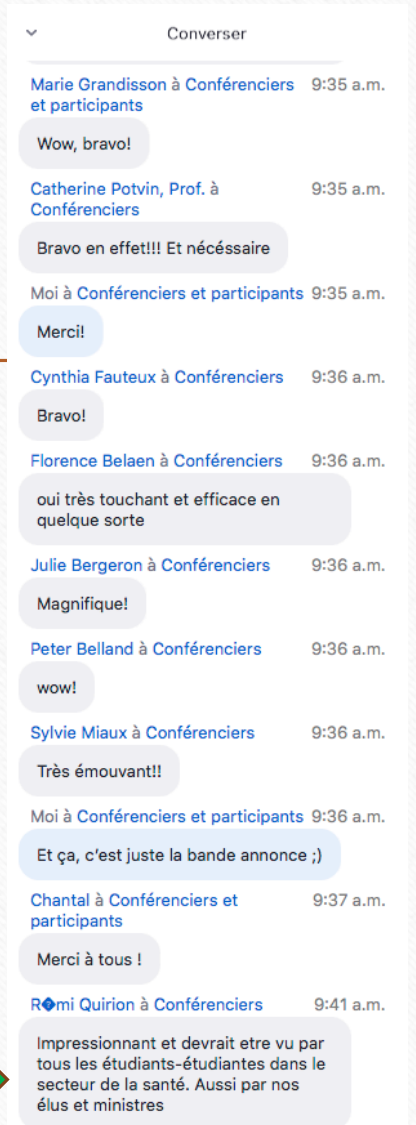 Converser
Marie Grandisson à Conférenciers 9:35 a.m.
et participants
Wow, bravo!
Catherine Potvin, Prof. à 9:35 a.m.
Conférenciers
Bravo en effet!!! Et nécéssaire
Moi à Conférenciers et participants 9:35 a.m.
Merci!
Cynthia Fauteux à Conférenciers 9:36 a.m.
Bravo!
Florence Belaen à Conférenciers 9:36 a.m.
oui très touchant et efficace en
quelque sorte
Julie Bergeron à Conférenciers 9:36 a.m.
Magnifique!
Peter Belland à Conférenciers 9:36 a.m.
wow!
Sylvie Miaux à Conférenciers 9:36 a.m.
Très émouvant!!
Moi à Conférenciers et participants 9:36 a.m.
Et ça, c’est juste la bande annonce ;)
Chantal à Conférenciers et 9:37 a.m.
participants
Merci à tous !
R�mi Quirion à Conférenciers 9:41 a.m.
Impressionnant et devrait etre vu par
tous les étudiants-étudiantes dans le
secteur de la santé. Aussi par nos
élus et ministres